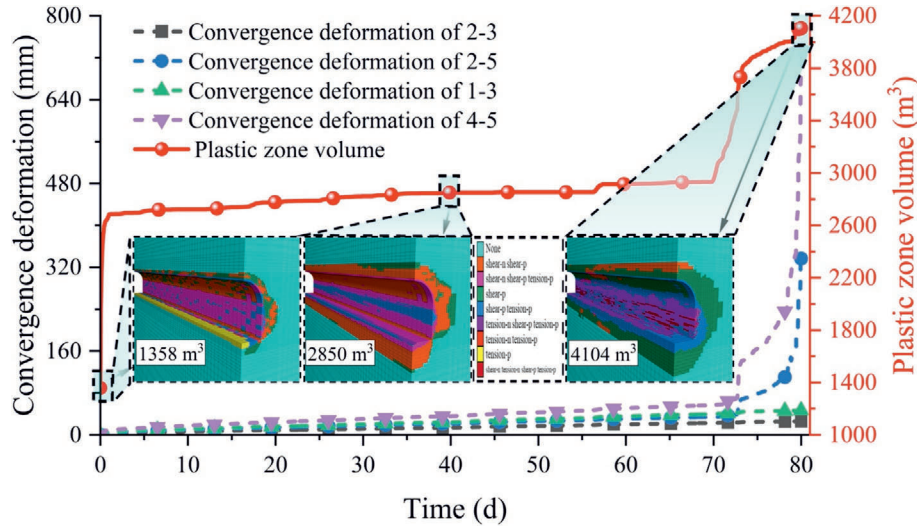 Convergence deformation (mm)
800
640
480
320
160
0
Convergence deformation of 2-3
Convergence deformation of 2-5
Convergence deformation of 1-3
Convergence deformation of 4-5
Plastic zone volume
4200
3800
3400
3000
2600
2200
1800
1400
1000
Plastic zone volume (m³)
1358 m³
2850 m³
None
shear-n shear-p
shear-n shear-p tension-p
shear-p
shear-p tension-p
tension-n shear-p tension-p
tension-n tension-p
tension-p
shear-n tension-n shear-p tension-p
4104 m³
0
10
20
30
40
50
60
70
80
Time (d)